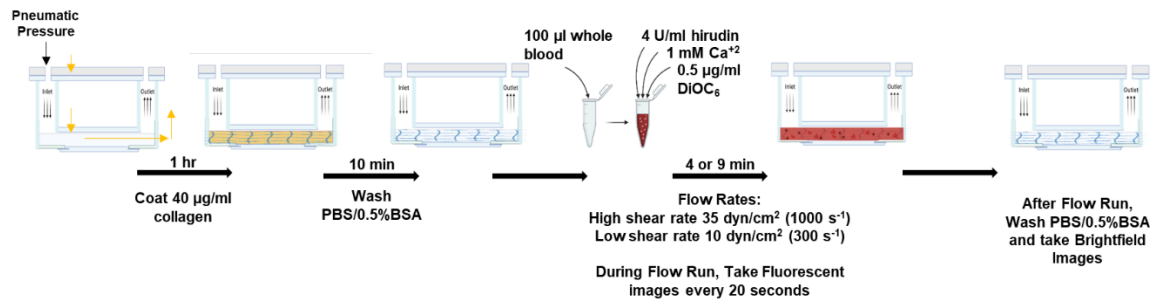 Pneumatic
Pressure
Inlet
Outlet
1 hr
Coat 40 µg/ml
collagen
Inlet
Outlet
10 min
Wash
PBS/0.5%BSA
Inlet
Outlet
100 µl whole
blood
4 U/ml hirudin
1 mM Ca⁺²
0.5 µg/ml
DiOC₆
4 or 9 min
Flow Rates:
High shear rate 35 dyn/cm² (1000 s⁻¹)
Low shear rate 10 dyn/cm² (300 s⁻¹)
During Flow Run, Take Fluorescent
images every 20 seconds
Inlet
Outlet
Inlet
Outlet
After Flow Run,
Wash PBS/0.5%BSA
and take Brightfield
Images